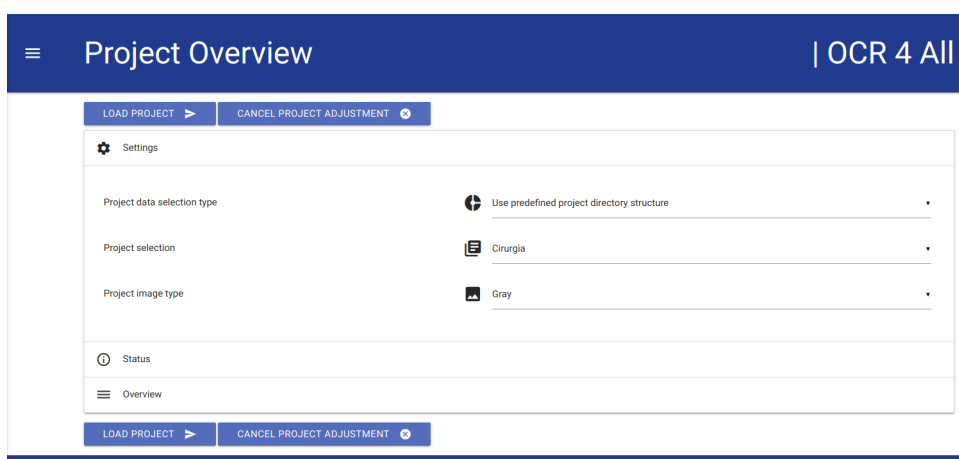 Project Overview | OCR 4 All
LOAD PROJECT CANCEL PROJECT ADJUSTMENT
Settings
Project data selection type Use predefined project directory structure
Project selection Cirurgia
Project image type Gray
Status
Overview
LOAD PROJECT CANCEL PROJECT ADJUSTMENT